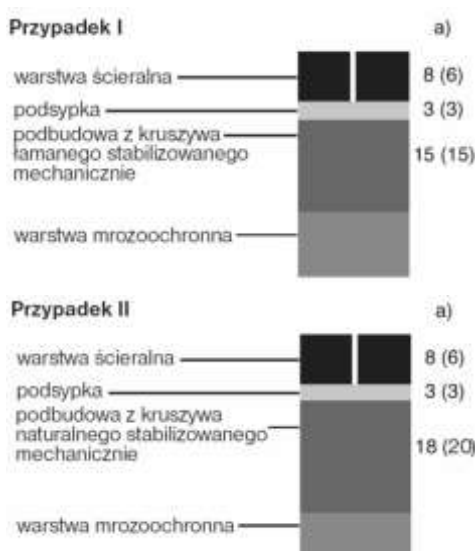 Przypadek I a)
warstwa ścieralna 8 (6)
podsypka 3 (3)
podbudowa z kruszywa
łamanego stabilizowanego 15 (15)
mechanicznie
warstwa mrozoochronna
Przypadek II a)
warstwa ścieralna 8 (6)
podsypka 3 (3)
podbudowa z kruszywa
naturalnego stabilizowanego
mechanicznie 18 (20)
warstwa mrozoochronna